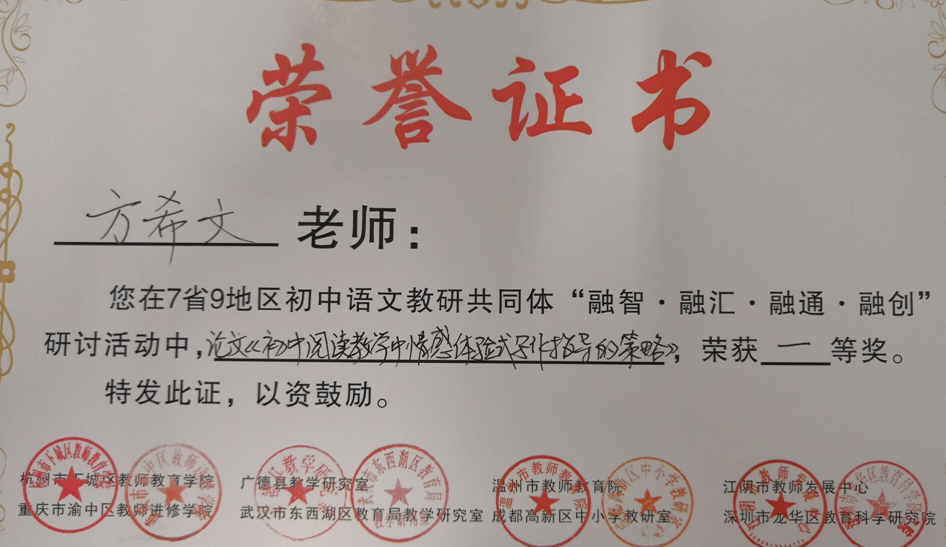 荣誉证书
方希文 老师：
您在7省9地区初中语文教研共同体“融智·融汇·融通·融创”
研讨活动中，论文《初中阅读教学中情感体验式写作指导的策略》，荣获 一 等奖。
特发此证，以资鼓励。
杭州市下城区教师教育学院 广德县教学研究室 温州市教师教育院 江阴市教师发展中心
重庆市渝中区教师进修学院 武汉市东西湖区教育局教学研究室 成都高新区中小学教研室 深圳市龙华区教育科学研究院